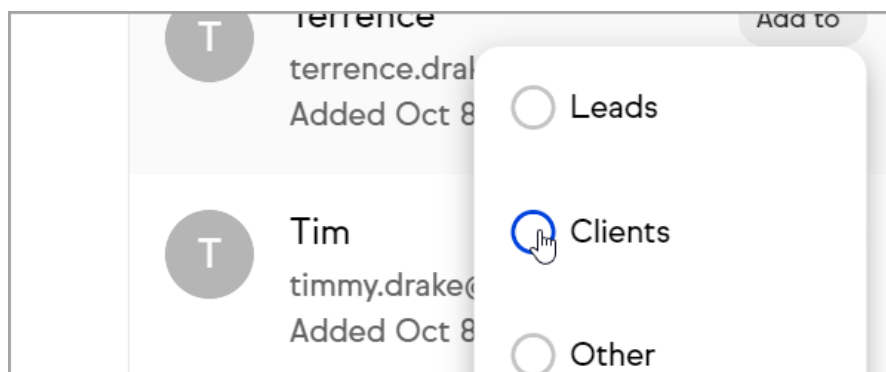 Terrence
Add to
T
terrence.drak
Added Oct 8
Leads
Tim
T
Clients
timmy.drake@
Added Oct 8
Other